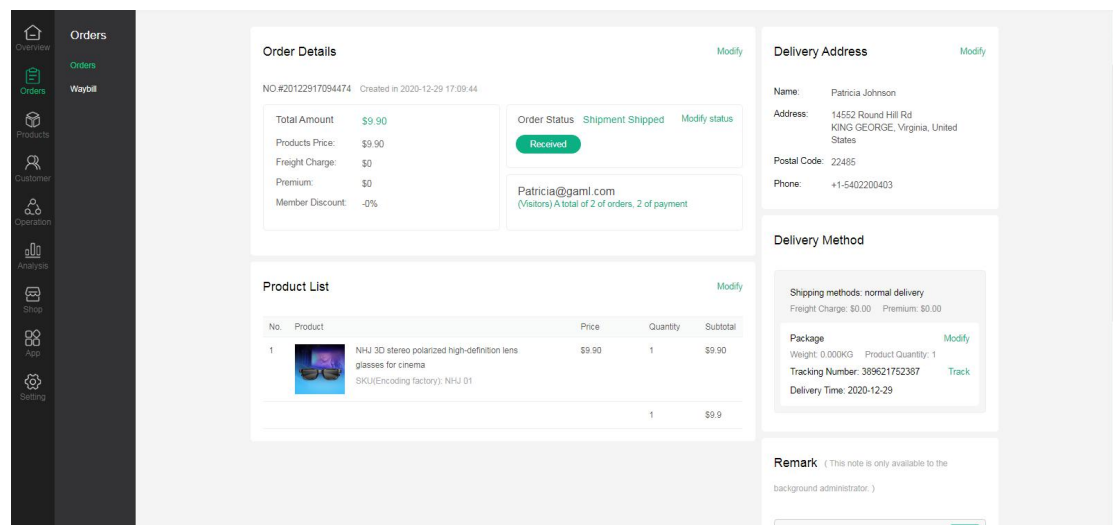 Overview
Orders
Products
Customer
Operation
Analysis
Shop
App
Setting
Orders
Orders
Waybill
Order Details
Modify
NO.#20122917094474 Created in 2020-12-29 17:09:44
Total Amount $9.90
Products Price: $9.90
Freight Charge: $0
Premium: $0
Member Discount: -0%
Order Status Shipment Shipped Modify status
Received
Patricia@gaml.com
(Visitors) A total of 2 of orders, 2 of payment
Product List
Modify
No. Product Price Quantity Subtotal
1 NHJ 3D stereo polarized high-definition lens $9.90 1 $9.90
glasses for cinema
SKU(Encoding factory): NHJ 01
1 $9.9
Delivery Address
Modify
Name: Patricia Johnson
Address: 14552 Round Hill Rd
KING GEORGE, Virginia, United
States
Postal Code: 22485
Phone: +1-5402200403
Delivery Method
Shipping methods: normal delivery
Freight Charge: $0.00 Premium: $0.00
Package Modify
Weight: 0.000KG Product Quantity: 1
Tracking Number: 389621752387 Track
Delivery Time: 2020-12-29
Remark ( This note is only available to the
background administrator. )